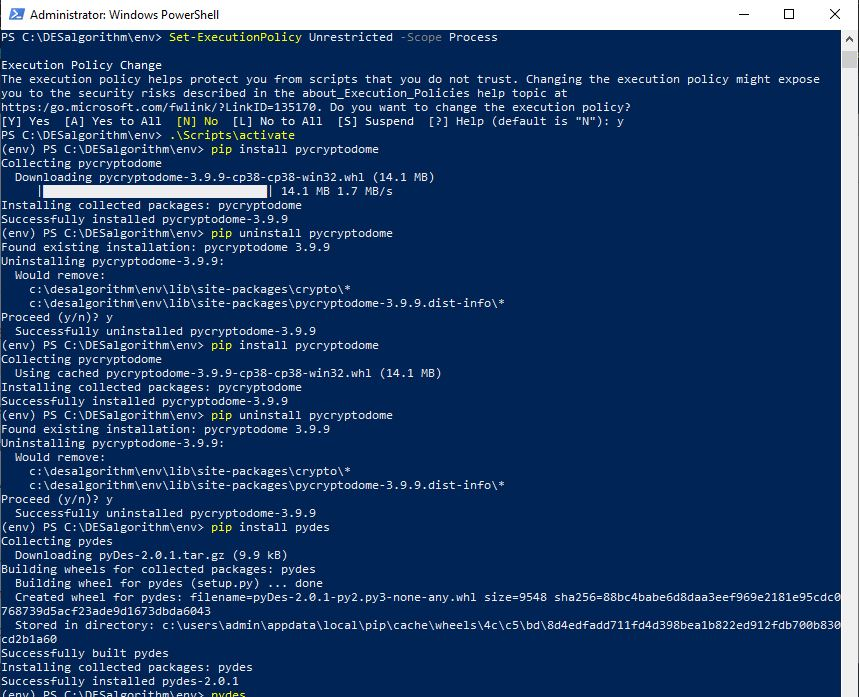 Administrator: Windows PowerShell
PS C:\DESalgorithm\env> Set-ExecutionPolicy Unrestricted -Scope Process
Execution Policy Change
The execution policy helps protect you from scripts that you do not trust. Changing the execution policy might expose
you to the security risks described in the about_Execution_Policies help topic at
https:/go.microsoft.com/fwlink/?LinkID=135170. Do you want to change the execution policy?
[Y] Yes  [A] Yes to All  [N] No  [L] No to All  [S] Suspend  [?] Help (default is "N"): y
PS C:\DESalgorithm\env> .\Scripts\activate
(env) PS C:\DESalgorithm\env> pip install pycryptodome
Collecting pycryptodome
  Downloading pycryptodome-3.9.9-cp38-cp38-win32.whl (14.1 MB)
     | | 14.1 MB 1.7 MB/s
Installing collected packages: pycryptodome
Successfully installed pycryptodome-3.9.9
(env) PS C:\DESalgorithm\env> pip uninstall pycryptodome
Found existing installation: pycryptodome 3.9.9
Uninstalling pycryptodome-3.9.9:
  Would remove:
    c:\desalgorithm\env\lib\site-packages\crypto\*
    c:\desalgorithm\env\lib\site-packages\pycryptodome-3.9.9.dist-info\*
Proceed (y/n)? y
  Successfully uninstalled pycryptodome-3.9.9
(env) PS C:\DESalgorithm\env> pip install pycryptodome
Collecting pycryptodome
  Using cached pycryptodome-3.9.9-cp38-cp38-win32.whl (14.1 MB)
Installing collected packages: pycryptodome
Successfully installed pycryptodome-3.9.9
(env) PS C:\DESalgorithm\env> pip uninstall pycryptodome
Found existing installation: pycryptodome 3.9.9
Uninstalling pycryptodome-3.9.9:
  Would remove:
    c:\desalgorithm\env\lib\site-packages\crypto\*
    c:\desalgorithm\env\lib\site-packages\pycryptodome-3.9.9.dist-info\*
Proceed (y/n)? y
  Successfully uninstalled pycryptodome-3.9.9
(env) PS C:\DESalgorithm\env> pip install pydes
Collecting pydes
  Downloading pyDes-2.0.1.tar.gz (9.9 kB)
Building wheels for collected packages: pydes
  Building wheel for pydes (setup.py) ... done
  Created wheel for pydes: filename=pyDes-2.0.1-py2.py3-none-any.whl size=9548 sha256=88bc4babe6d8daa3eef969e2181e95cdc0
768739d5acf23ade9d1673dbda6043
  Stored in directory: c:\users\admin\appdata\local\pip\cache\wheels\4c\c5\bd\8d4edfadd711fd4d398bea1b822ed912fdb700b830
cd2b1a60
Successfully built pydes
Installing collected packages: pydes
Successfully installed pydes-2.0.1
(env) PS C:\DESalgorithm\env> pydes